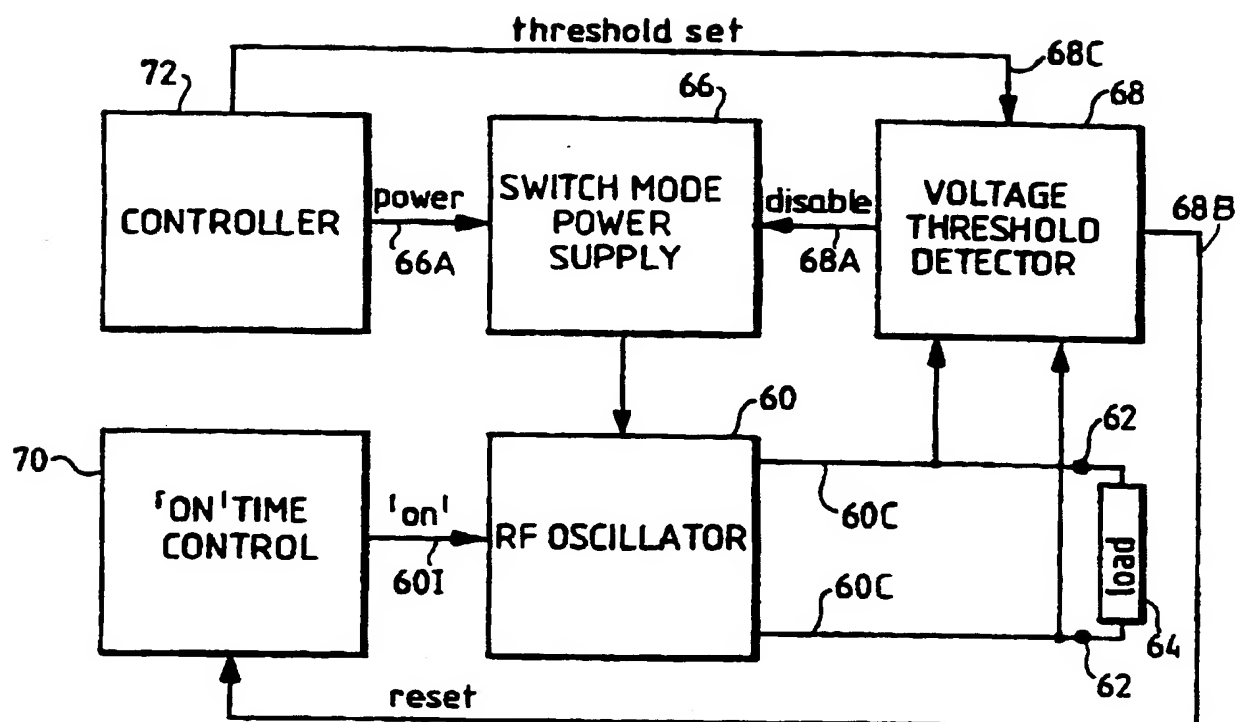 threshold set
68C
72
66
68
CONTROLLER
power
66A
SWITCH MODE
POWER
SUPPLY
disable
68A
VOLTAGE
THRESHOLD
DETECTOR
68B
60
62
70
'ON' TIME
CONTROL
'on'
60I
RF OSCILLATOR
60C
60C
load
64
62
reset